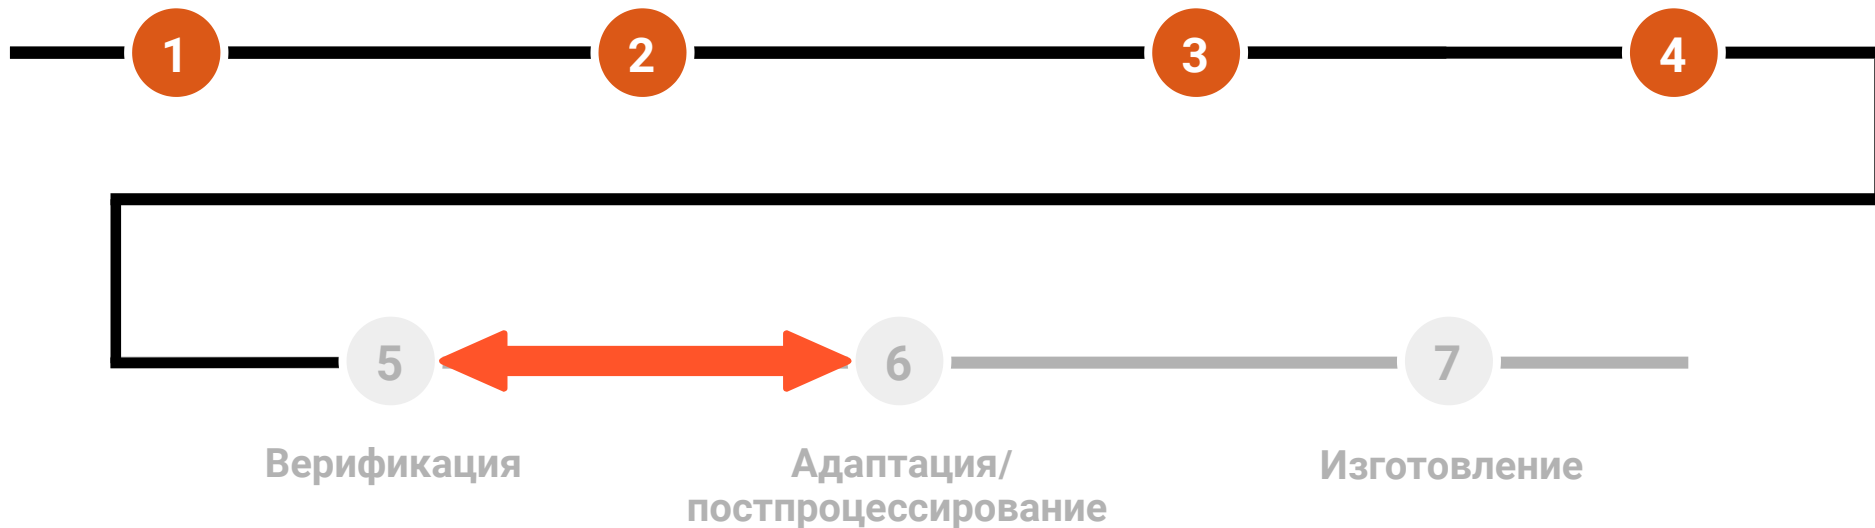 1 2 3 4
5 6 7
Верификация Адаптация/ Изготовление
постпроцессирование